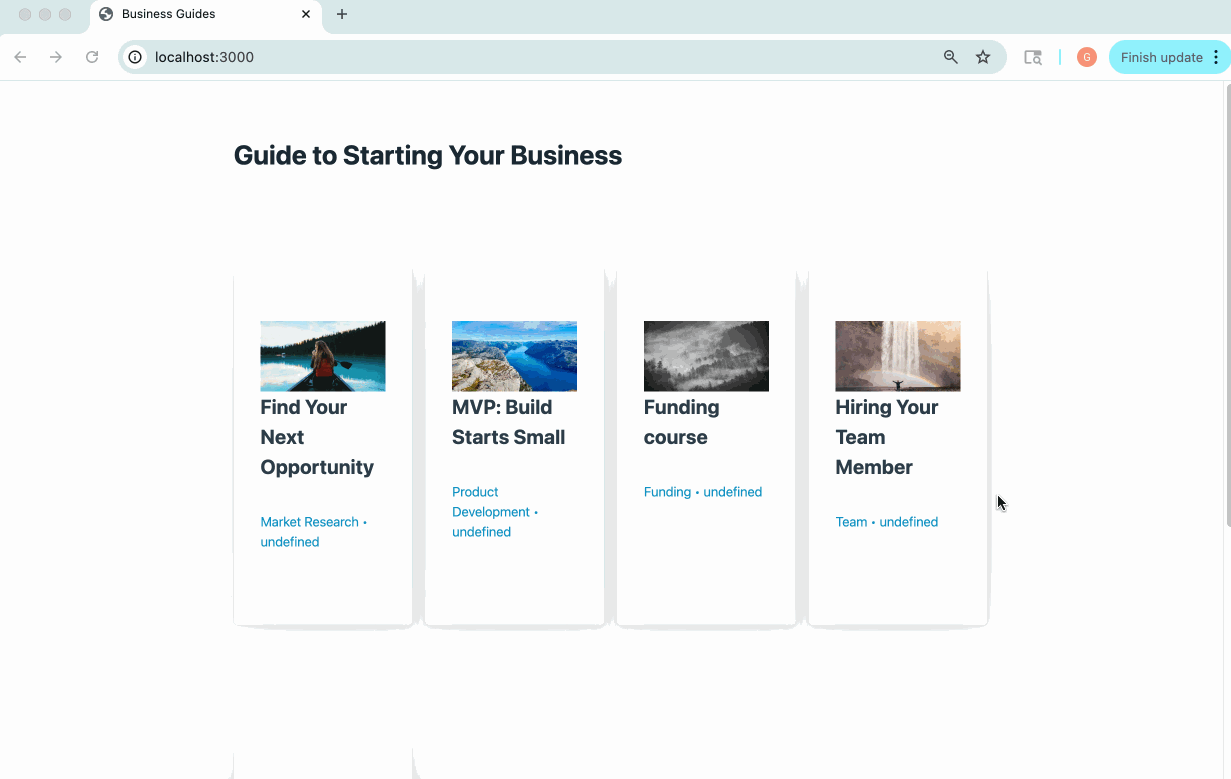 Business Guides
localhost:3000
G
Finish update
Guide to Starting Your Business
Find Your
Next
Opportunity
Market Research •
undefined
MVP: Build
Starts Small
Product
Development •
undefined
Funding
course
Funding • undefined
Hiring Your
Team
Member
Team • undefined